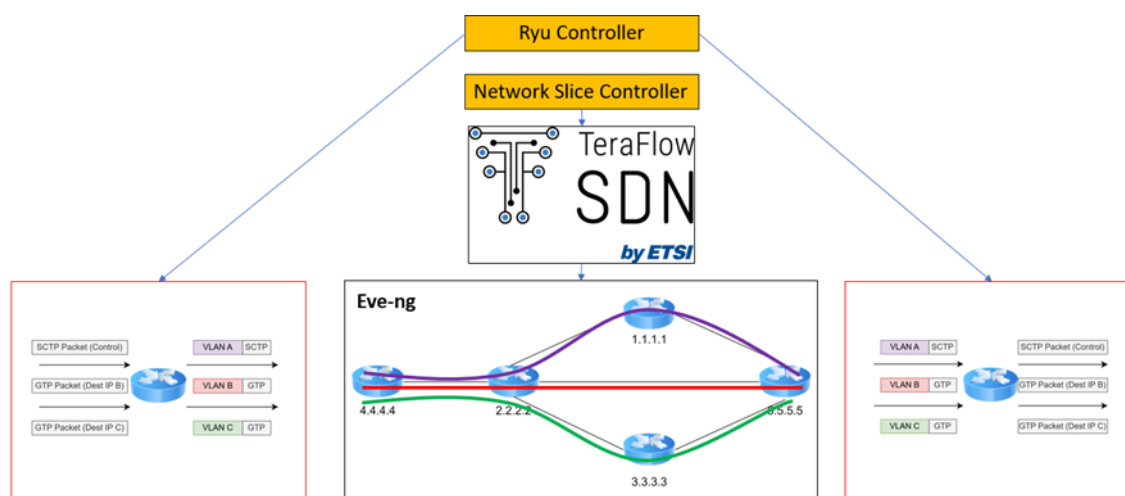 Ryu Controller
Network Slice Controller
TeraFlow
SDN
by ETSI
SCTP Packet (Control)
GTP Packet (Dest IP B)
GTP Packet (Dest IP C)
VLAN A SCTP
VLAN B GTP
VLAN C GTP
Eve-ng
1.1.1.1
4.4.4.4
2.2.2.2
5.5.5.5
3.3.3.3
VLAN A SCTP
VLAN B GTP
VLAN C GTP
SCTP Packet (Control)
GTP Packet (Dest IP B)
GTP Packet (Dest IP C)